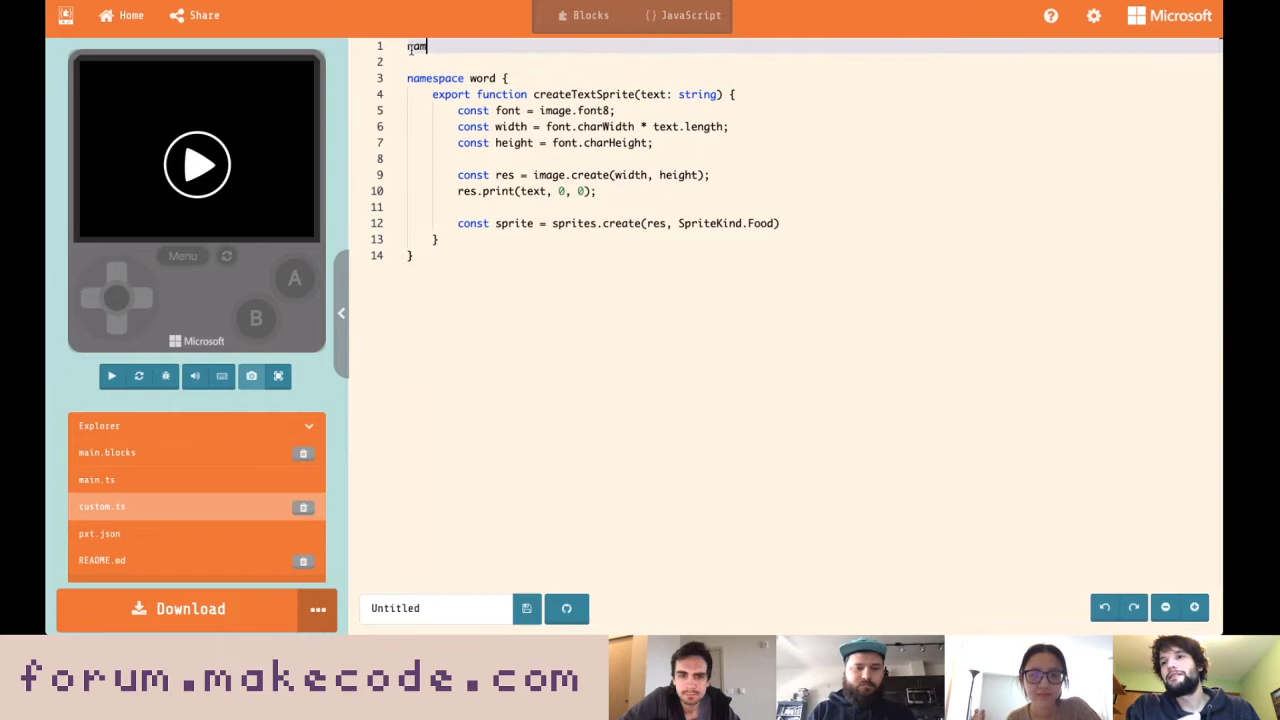 Home
Share
Blocks
{ } JavaScript
Microsoft
1 nam
2
3 namespace word {
4 export function createTextSprite(text: string) {
5 const font = image.font8;
6 const width = font.charWidth * text.length;
7 const height = font.charHeight;
8
9 const res = image.create(width, height);
10 res.print(text, 0, 0);
11
12 const sprite = sprites.create(res, SpriteKind.Food)
13 }
14 }
Menu
A
B
Microsoft
Explorer
main.blocks
main.ts
custom.ts
pxt.json
README.md
Download
Untitled
forum.makecode.com